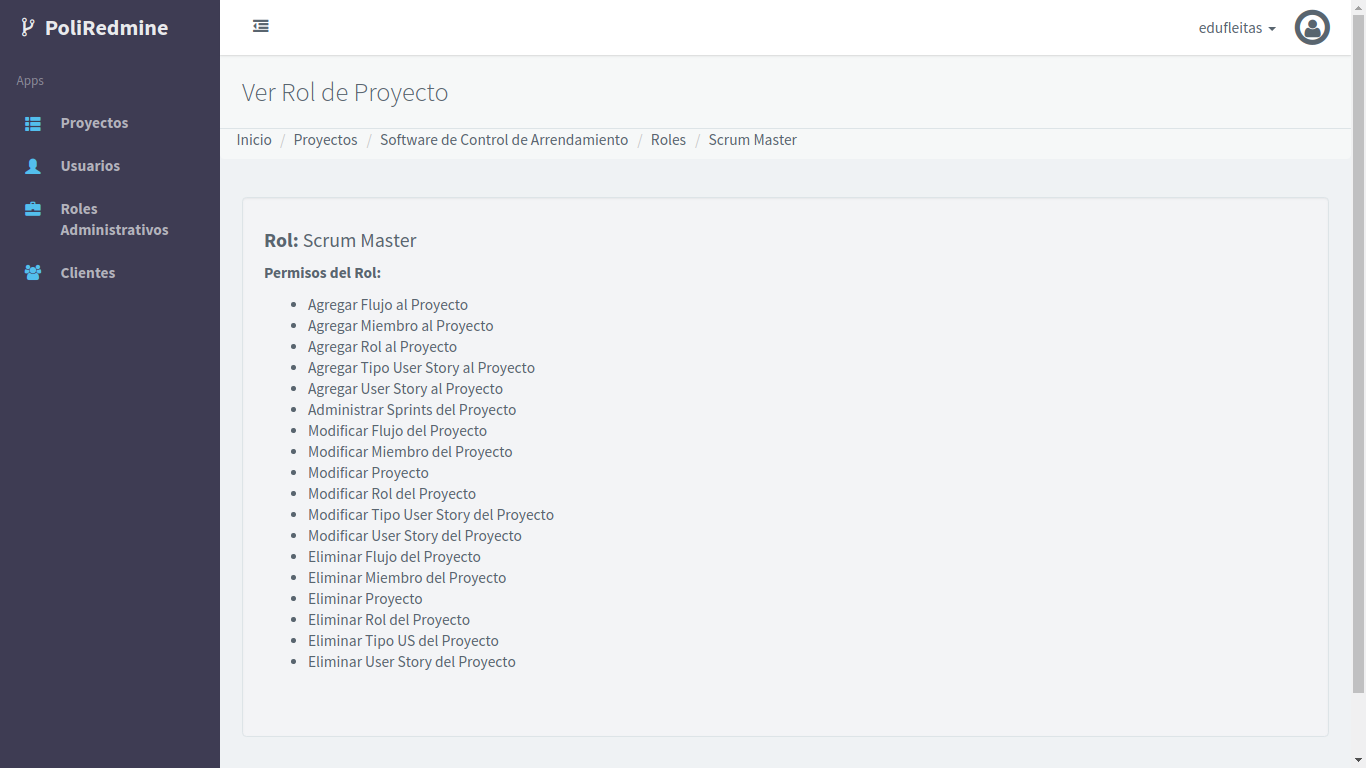 PoliRedmine
Apps
Proyectos
Usuarios
Roles
Administrativos
Clientes
edufleitas
Ver Rol de Proyecto
Inicio / Proyectos / Software de Control de Arrendamiento / Roles / Scrum Master
Rol: Scrum Master
Permisos del Rol:
Agregar Flujo al Proyecto
Agregar Miembro al Proyecto
Agregar Rol al Proyecto
Agregar Tipo User Story al Proyecto
Agregar User Story al Proyecto
Administrar Sprints del Proyecto
Modificar Flujo del Proyecto
Modificar Miembro del Proyecto
Modificar Proyecto
Modificar Rol del Proyecto
Modificar Tipo User Story del Proyecto
Modificar User Story del Proyecto
Eliminar Flujo del Proyecto
Eliminar Miembro del Proyecto
Eliminar Proyecto
Eliminar Rol del Proyecto
Eliminar Tipo US del Proyecto
Eliminar User Story del Proyecto